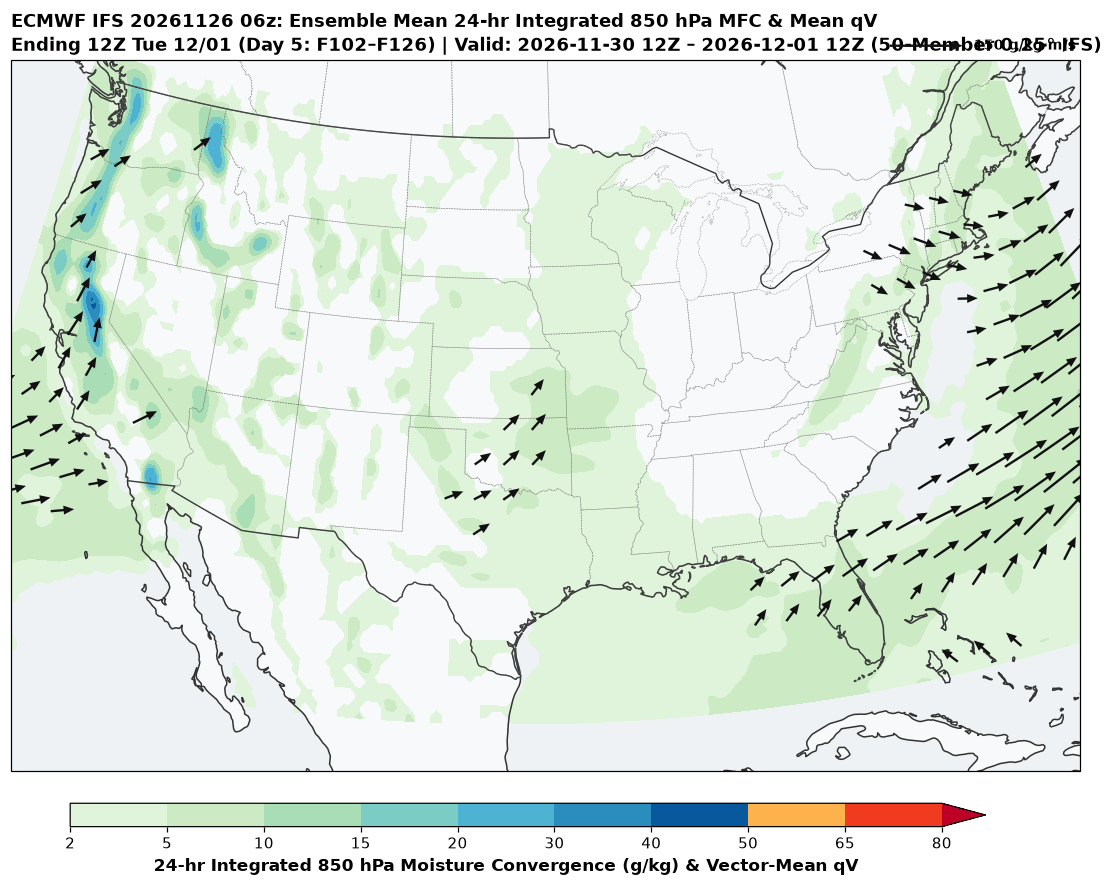 ECMWF IFS 20261126 06z: Ensemble Mean 24-hr Integrated 850 hPa MFC & Mean qV
Ending 12Z Tue 12/01 (Day 5: F102–F126) | Valid: 2026-11-30 12Z – 2026-12-01 12Z (50-Member 0.25° IFS)
2 5 10 15 20 30 40 50 65 80
24-hr Integrated 850 hPa Moisture Convergence (g/kg) & Vector-Mean qV